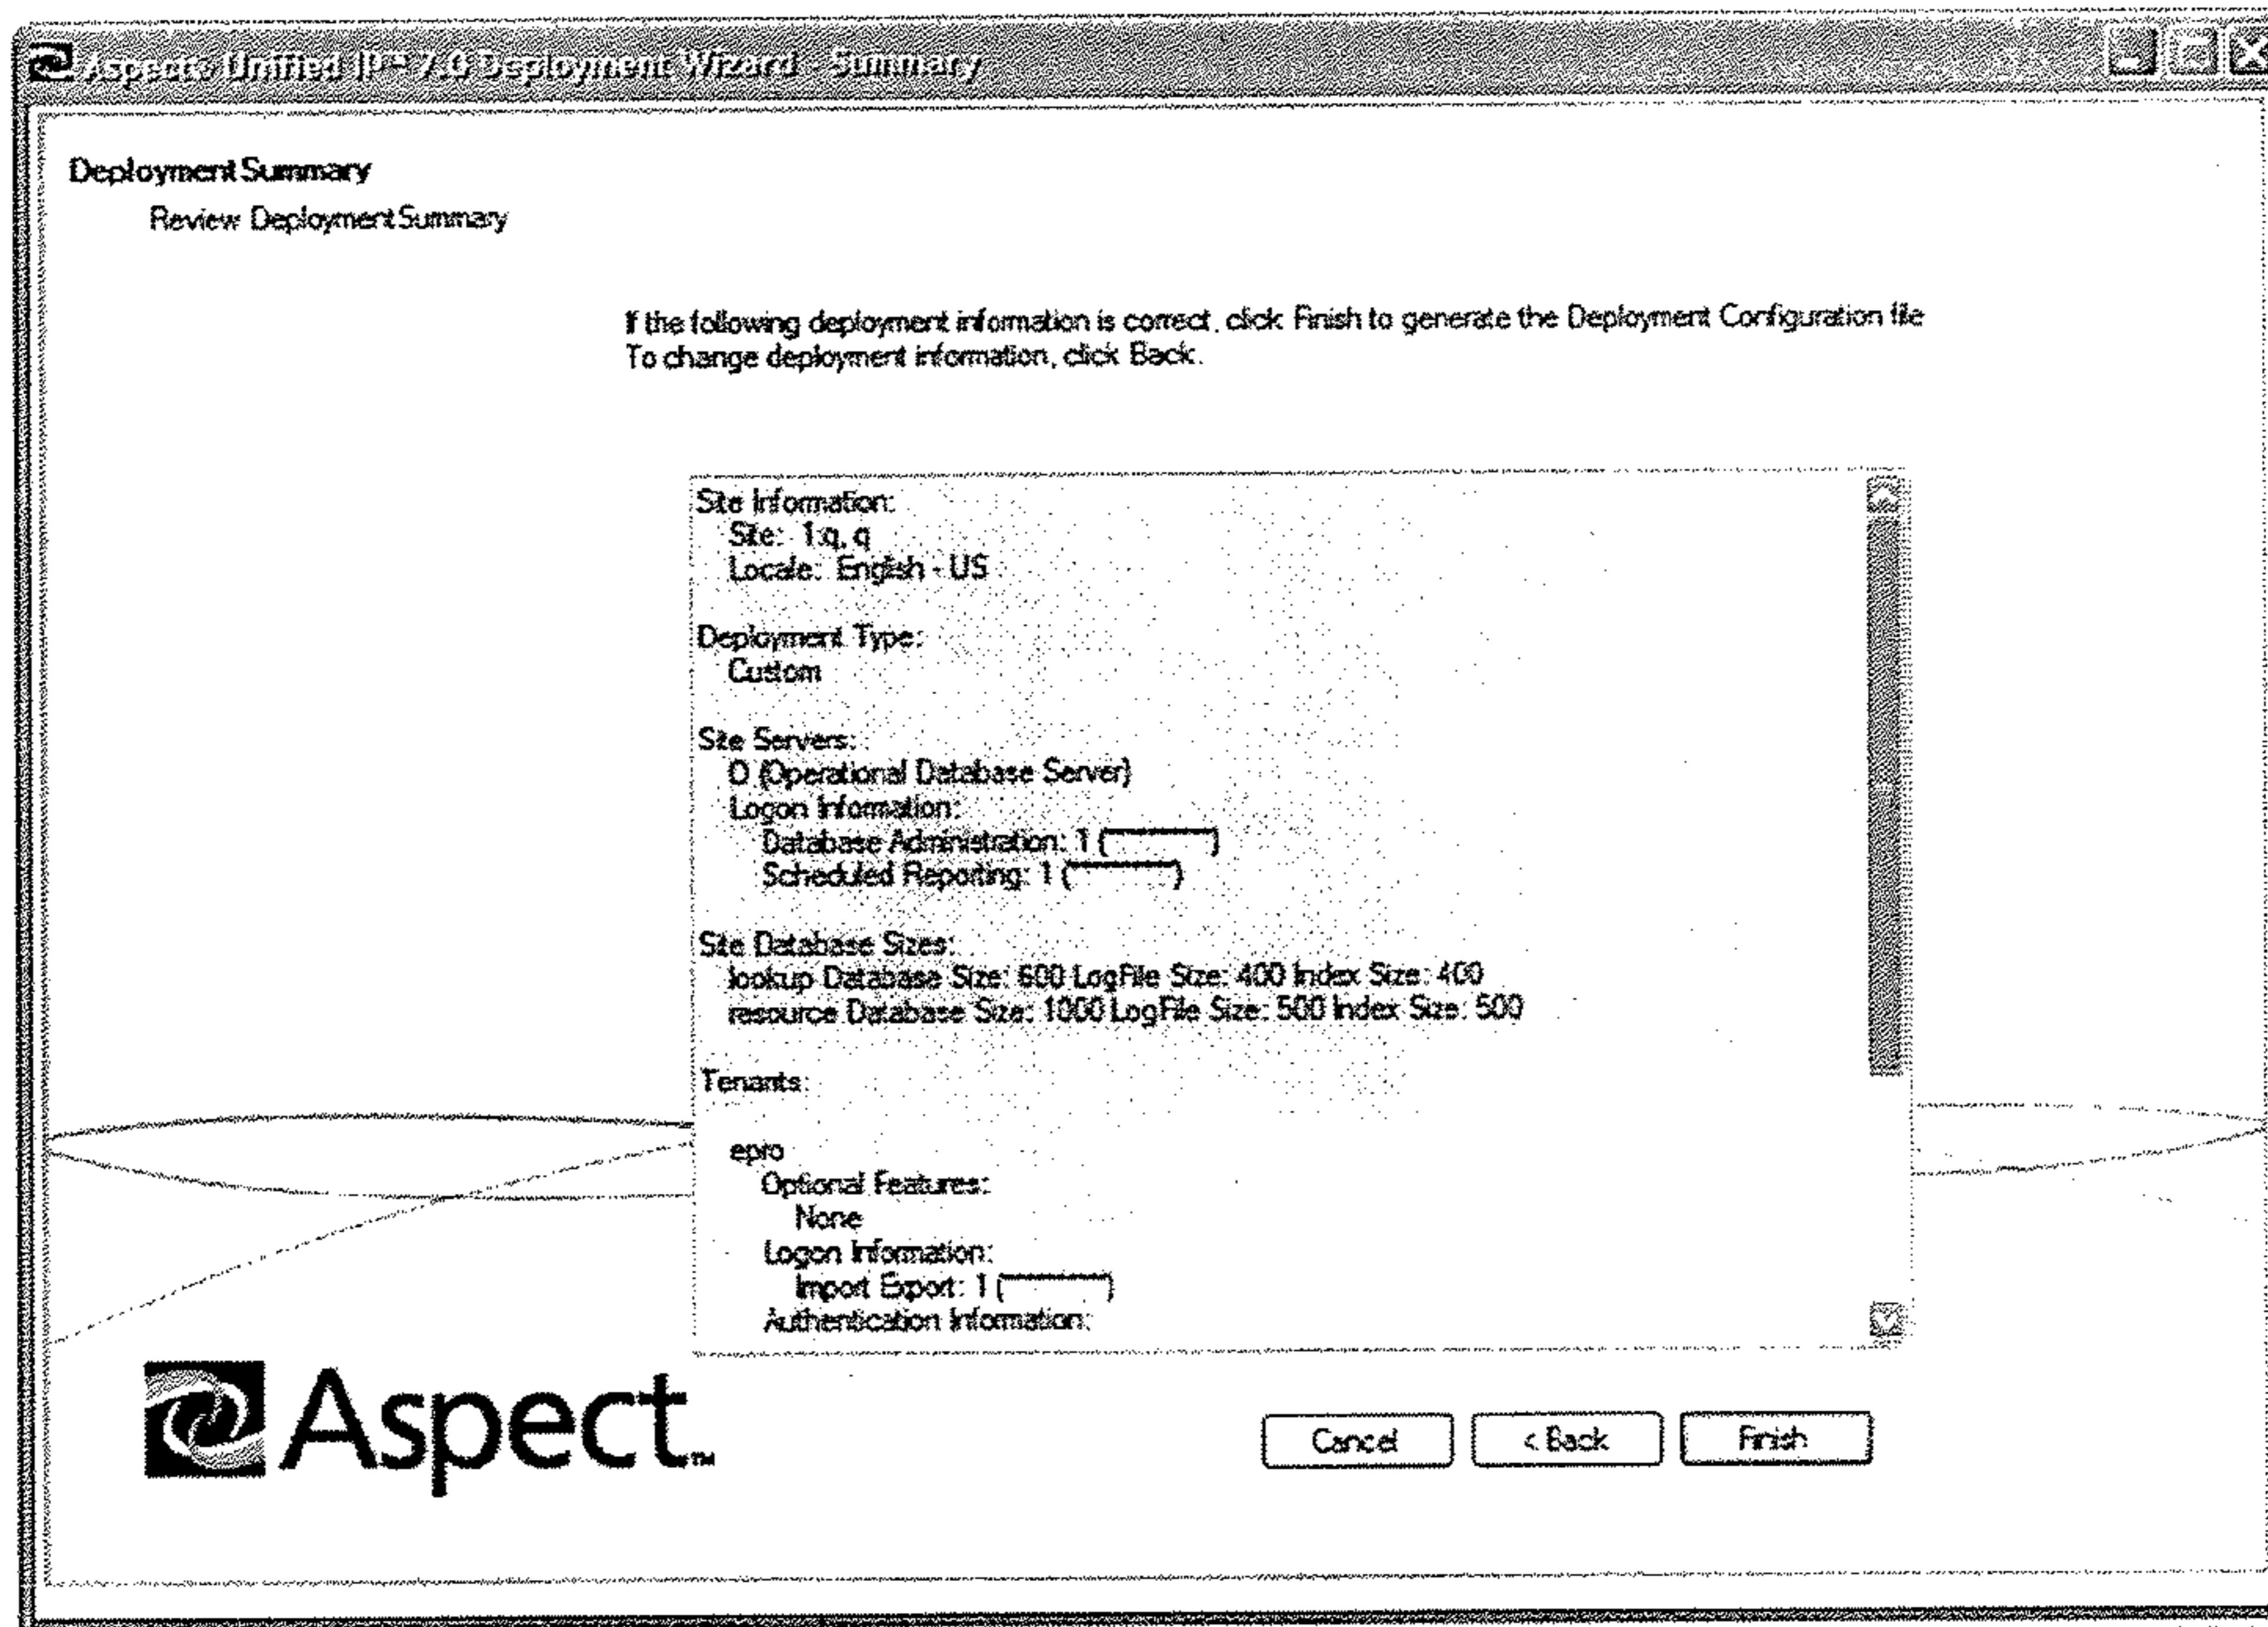 Aspect® Unified IP™ 7.0 Deployment Wizard - Summary
Deployment Summary
Review Deployment Summary
If the following deployment information is correct, click Finish to generate the Deployment Configuration file
To change deployment information, click Back.
Site Information:
Site: 1:q, q
Locale: English - US
Deployment Type:
Custom
Site Servers:
O (Operational Database Server)
Logon Information:
Database Administration: 1 (
)
Scheduled Reporting: 1 (
)
Site Database Sizes:
lookup Database Size: 600 LogFile Size: 400 Index Size: 400
resource Database Size: 1000 LogFile Size: 500 Index Size: 500
Tenants:
epro
Optional Features:
None
Logon Information:
Import Export: 1 (
)
Authentication Information:
Aspect™
Cancel
< Back
Finish